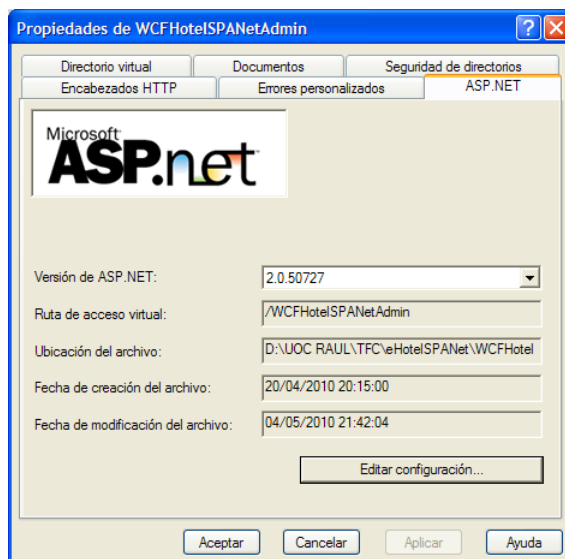 Propiedades de WCFHotelSPANetAdmin
Directorio virtual Documentos Seguridad de directorios
Encabezados HTTP Errores personalizados ASP.NET
Microsoft
ASP.net
Versión de ASP.NET: 2.0.50727
Ruta de acceso virtual: /WCFHotelSPANetAdmin
Ubicación del archivo: D:\UOC RAUL\TFC\eHotelSPANet\WCFHotel
Fecha de creación del archivo: 20/04/2010 20:15:00
Fecha de modificación del archivo: 04/05/2010 21:42:04
Editar configuración...
Aceptar Cancelar Aplicar Ayuda